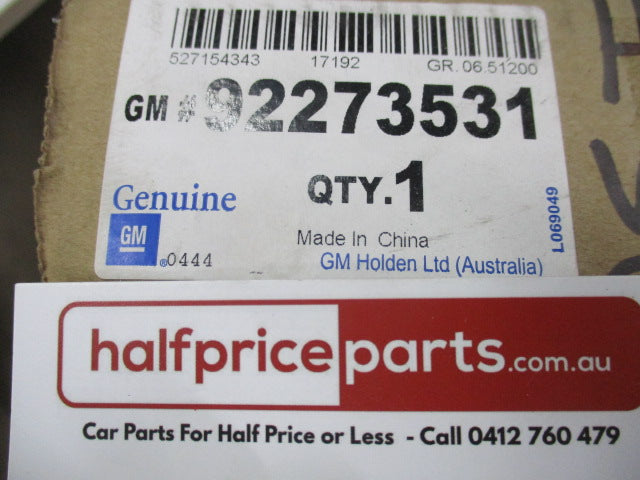 527154343 17192 GR. 06.51200
GM # 92273531
QTY.1
Genuine
GM
Made In China
.0444
GM Holden Ltd (Australia)
L069049
halfpriceparts.com.au
Car Parts For Half Price or Less - Call 0412 760 479